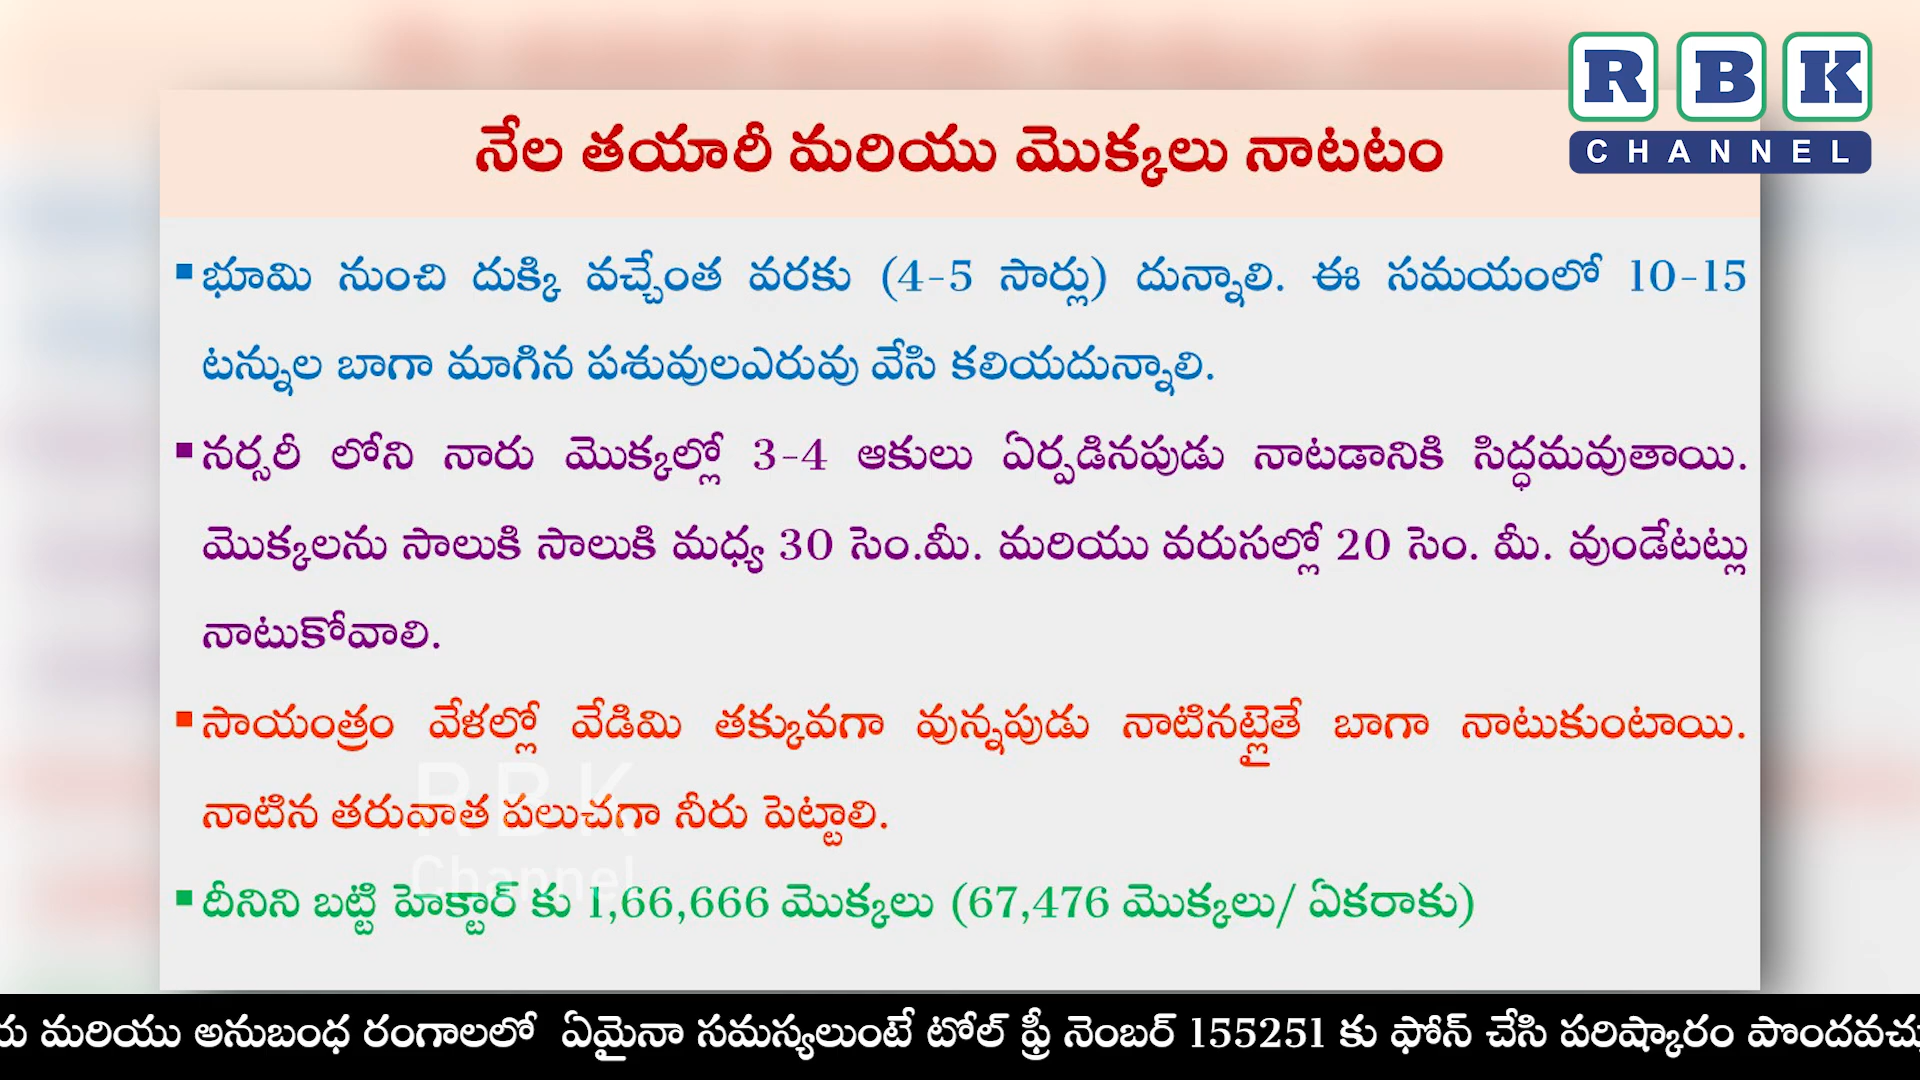 R B K
CHANNEL
నేల తయారీ మరియు మొక్కలు నాటటం
▪ భూమి నుంచి దుక్కి వచ్చేంత వరకు (4-5 సార్లు) దున్నాలి. ఈ సమయంలో 10-15
టన్నుల బాగా మాగిన పశువులఎరువు వేసి కలియదున్నాలి.
▪ నర్సరీ లోని నారు మొక్కల్లో 3-4 ఆకులు ఏర్పడినపుడు నాటడానికి సిద్ధమవుతాయి.
మొక్కలను సాలుకి సాలుకి మధ్య 30 సెం.మీ. మరియు వరుసల్లో 20 సెం. మీ. వుండేటట్లు
నాటుకోవాలి.
▪ సాయంత్రం వేళల్లో వేడిమి తక్కువగా వున్నపుడు నాటినట్లైతే బాగా నాటుకుంటాయి.
నాటిన తరువాత పలుచగా నీరు పెట్టాలి.
RBK
Channel
▪ దీనిని బట్టి హెక్టార్ కు 1,66,666 మొక్కలు (67,476 మొక్కలు/ ఏకరాకు)
మరియు అనుబంధ రంగాలలో ఏమైనా సమస్యలుంటే టోల్ ఫ్రీ నెంబర్ 155251 కు ఫోన్ చేసి పరిష్కారం పొందవచ్చు